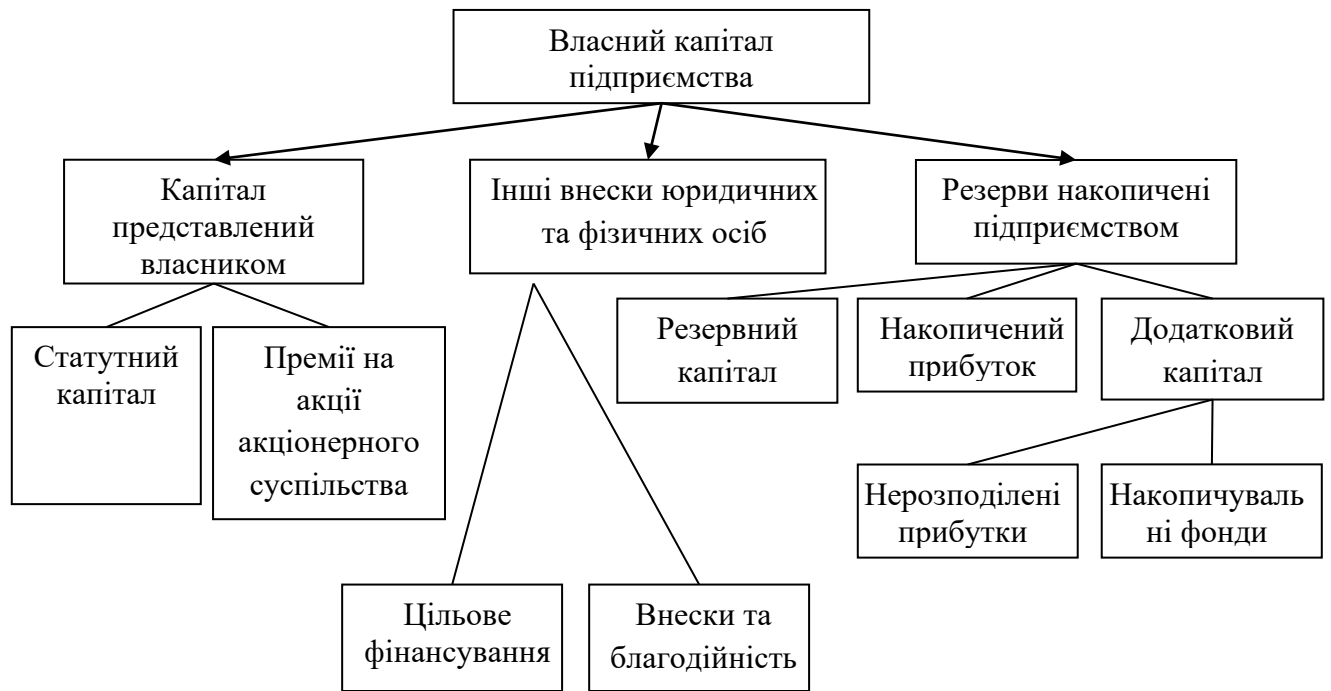 Власний капітал
підприємства
Капітал
представлений
власником
Інші внески юридичних
та фізичних осіб
Резерви накопичені
підприємством
Статутний
капітал
Премії на
акції
акціонерного
суспільства
Резервний
капітал
Накопичений
прибуток
Додатковий
капітал
Нерозподілені
прибутки
Накопичуваль
ні фонди
Цільове
фінансування
Внески та
благодійність